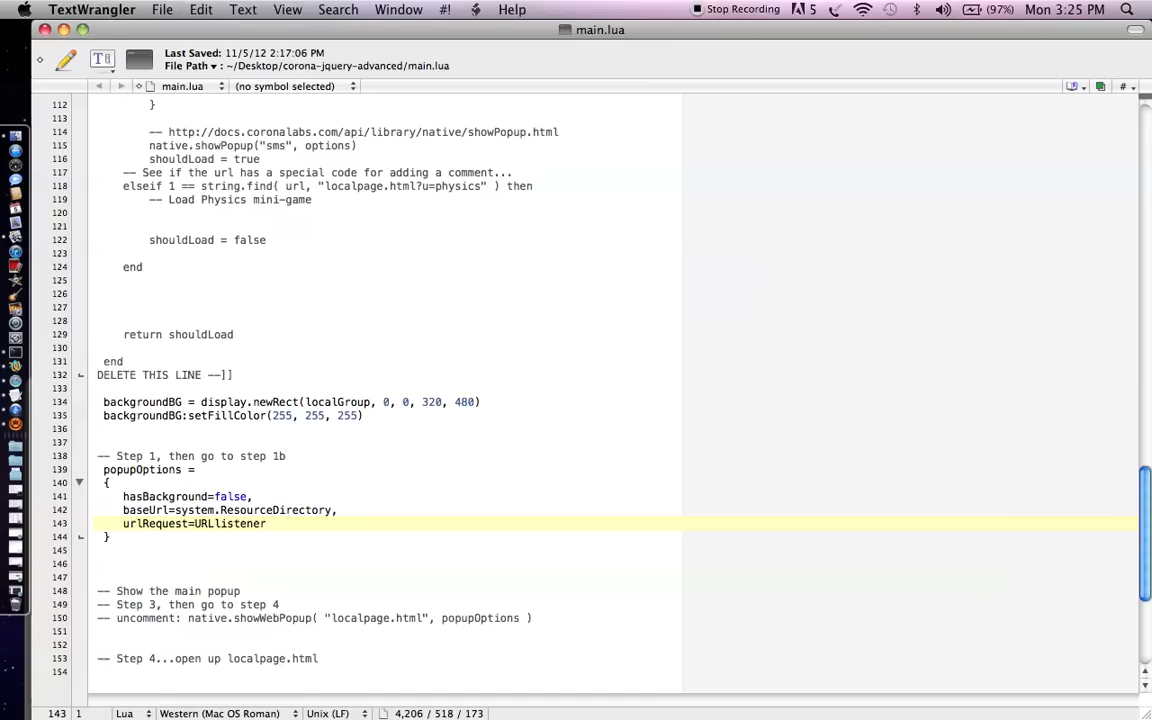 TextWrangler File Edit Text View Search Window #! Help Stop Recording 5 (97%) Mon 3:25 PM
main.lua
Last Saved: 11/5/12 2:17:06 PM
File Path ▾ : ~/Desktop/corona-jquery-advanced/main.lua
main.lua (no symbol selected) #
112 }
113
114 -- http://docs.coronalabs.com/api/library/native/showPopup.html
115 native.showPopup("sms", options)
116 shouldLoad = true
117 -- See if the url has a special code for adding a comment...
118 elseif 1 == string.find( url, "localpage.html?u=physics" ) then
119 -- Load Physics mini-game
120
121
122 shouldLoad = false
123
124 end
125
126
127
128
129 return shouldLoad
130
131 end
132 DELETE THIS LINE --]]
133
134 backgroundBG = display.newRect(localGroup, 0, 0, 320, 480)
135 backgroundBG:setFillColor(255, 255, 255)
136
137
138 -- Step 1, then go to step 1b
139 popupOptions =
140 {
141 hasBackground=false,
142 baseUrl=system.ResourceDirectory,
143 urlRequest=URLlistener
144 }
145
146
147
148 -- Show the main popup
149 -- Step 3, then go to step 4
150 -- uncomment: native.showWebPopup( "localpage.html", popupOptions )
151
152
153 -- Step 4...open up localpage.html
154
143 1 Lua Western (Mac OS Roman) Unix (LF) 4,206 / 518 / 173